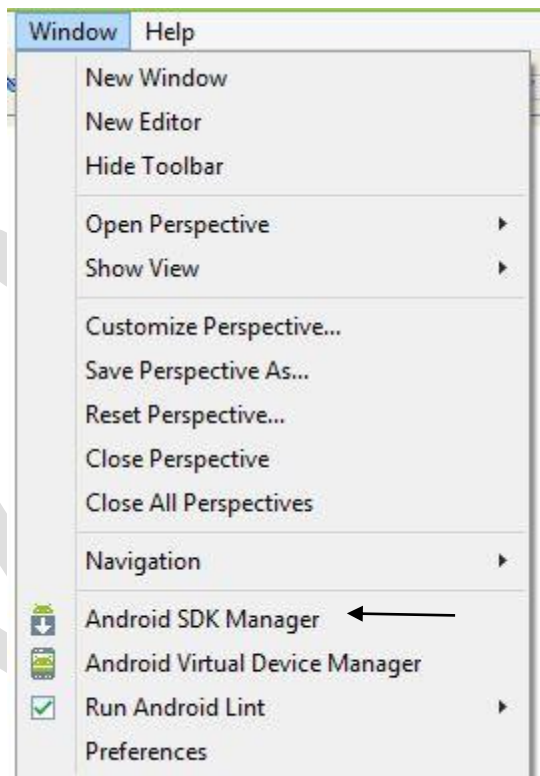 Window Help
New Window
New Editor
Hide Toolbar
Open Perspective
Show View
Customize Perspective...
Save Perspective As...
Reset Perspective...
Close Perspective
Close All Perspectives
Navigation
Android SDK Manager
Android Virtual Device Manager
Run Android Lint
Preferences